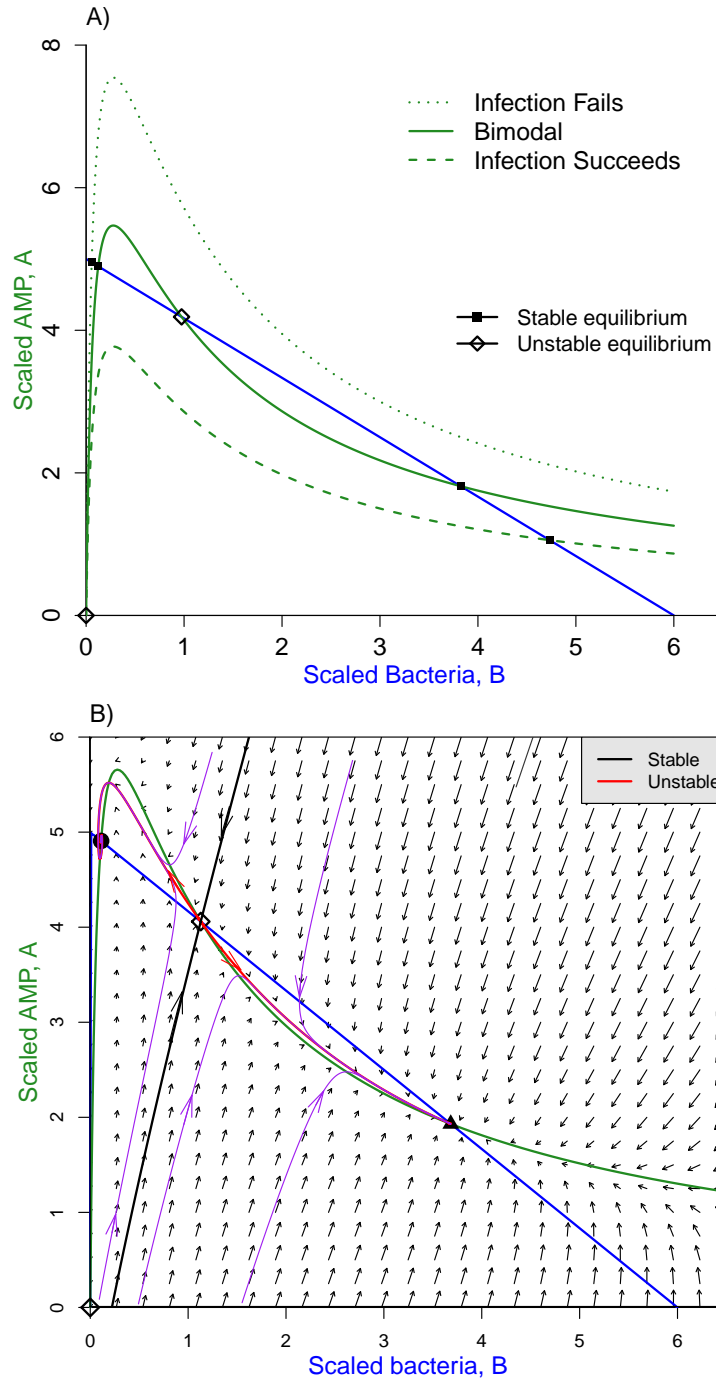 A)
8
Infection Fails
Bimodal
Infection Succeeds
6
Scaled AMP, A
4
Stable equilibrium
Unstable equilibrium
2
0
0 1 2 3 4 5 6
Scaled Bacteria, B
B)
6
Stable
Unstable
5
4
Scaled AMP, A
3
2
1
0
0 1 2 3 4 5 6
Scaled bacteria, B